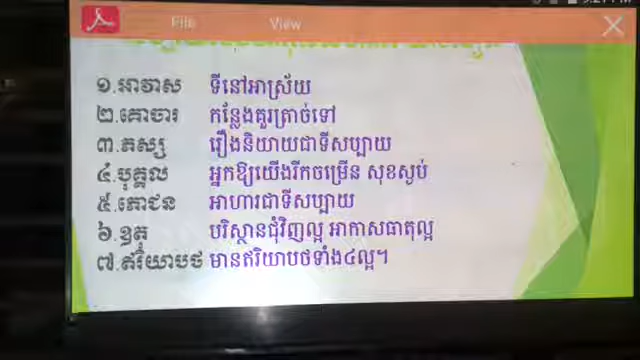 File View
១.អាវាស ទីនៅអាស្រ័យ
២.គោចារ កន្លែងគួរត្រាច់ទៅ
៣.ភស្ស រឿងនិយាយជាទីសប្បាយ
៤.បុគ្គល អ្នកឱ្យយើងរីកចម្រើន សុខស្ងប់
៥.ភោជន អាហារជាទីសប្បាយ
៦.ឧតុ បរិស្ថានជុំវិញល្អ អាកាសធាតុល្អ
៧.ឥរិយាបថ មានឥរិយាបថទាំង៤ល្អ។